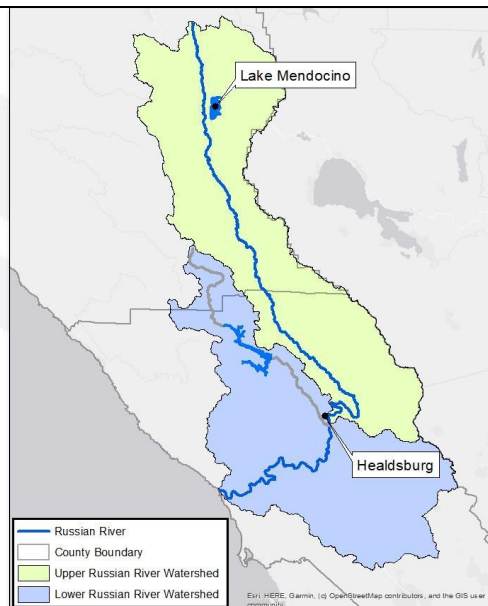 Lake Mendocino
Healdsburg
Russian River
County Boundary
Upper Russian River Watershed
Lower Russian River Watershed
Esri, HERE, Garmin, (c) OpenStreetMap contributors, and the GIS user
community